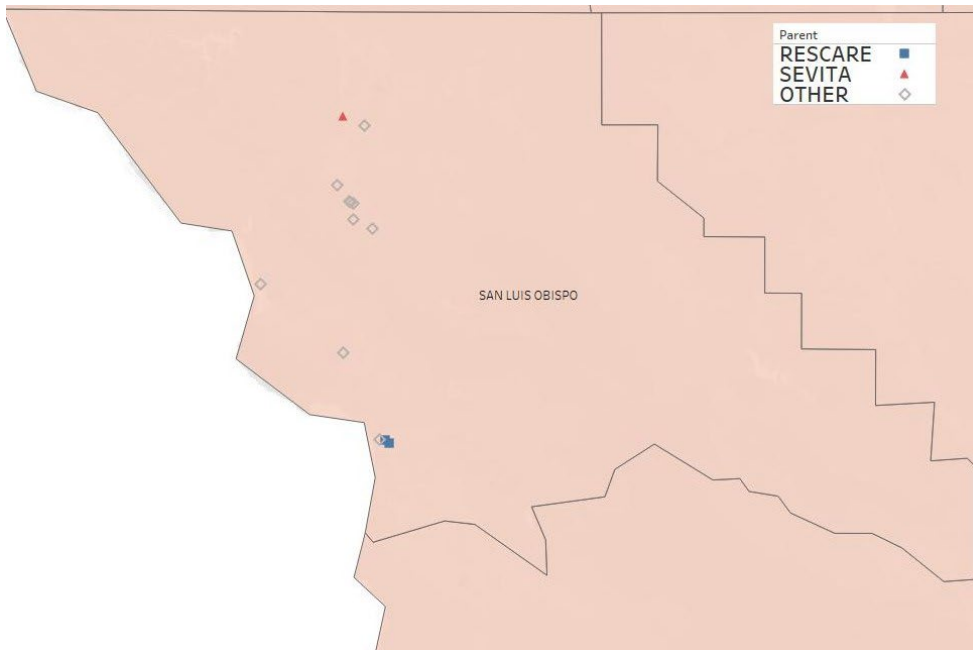 Parent
RESCARE
SEVITA
OTHER
SAN LUIS OBISPO